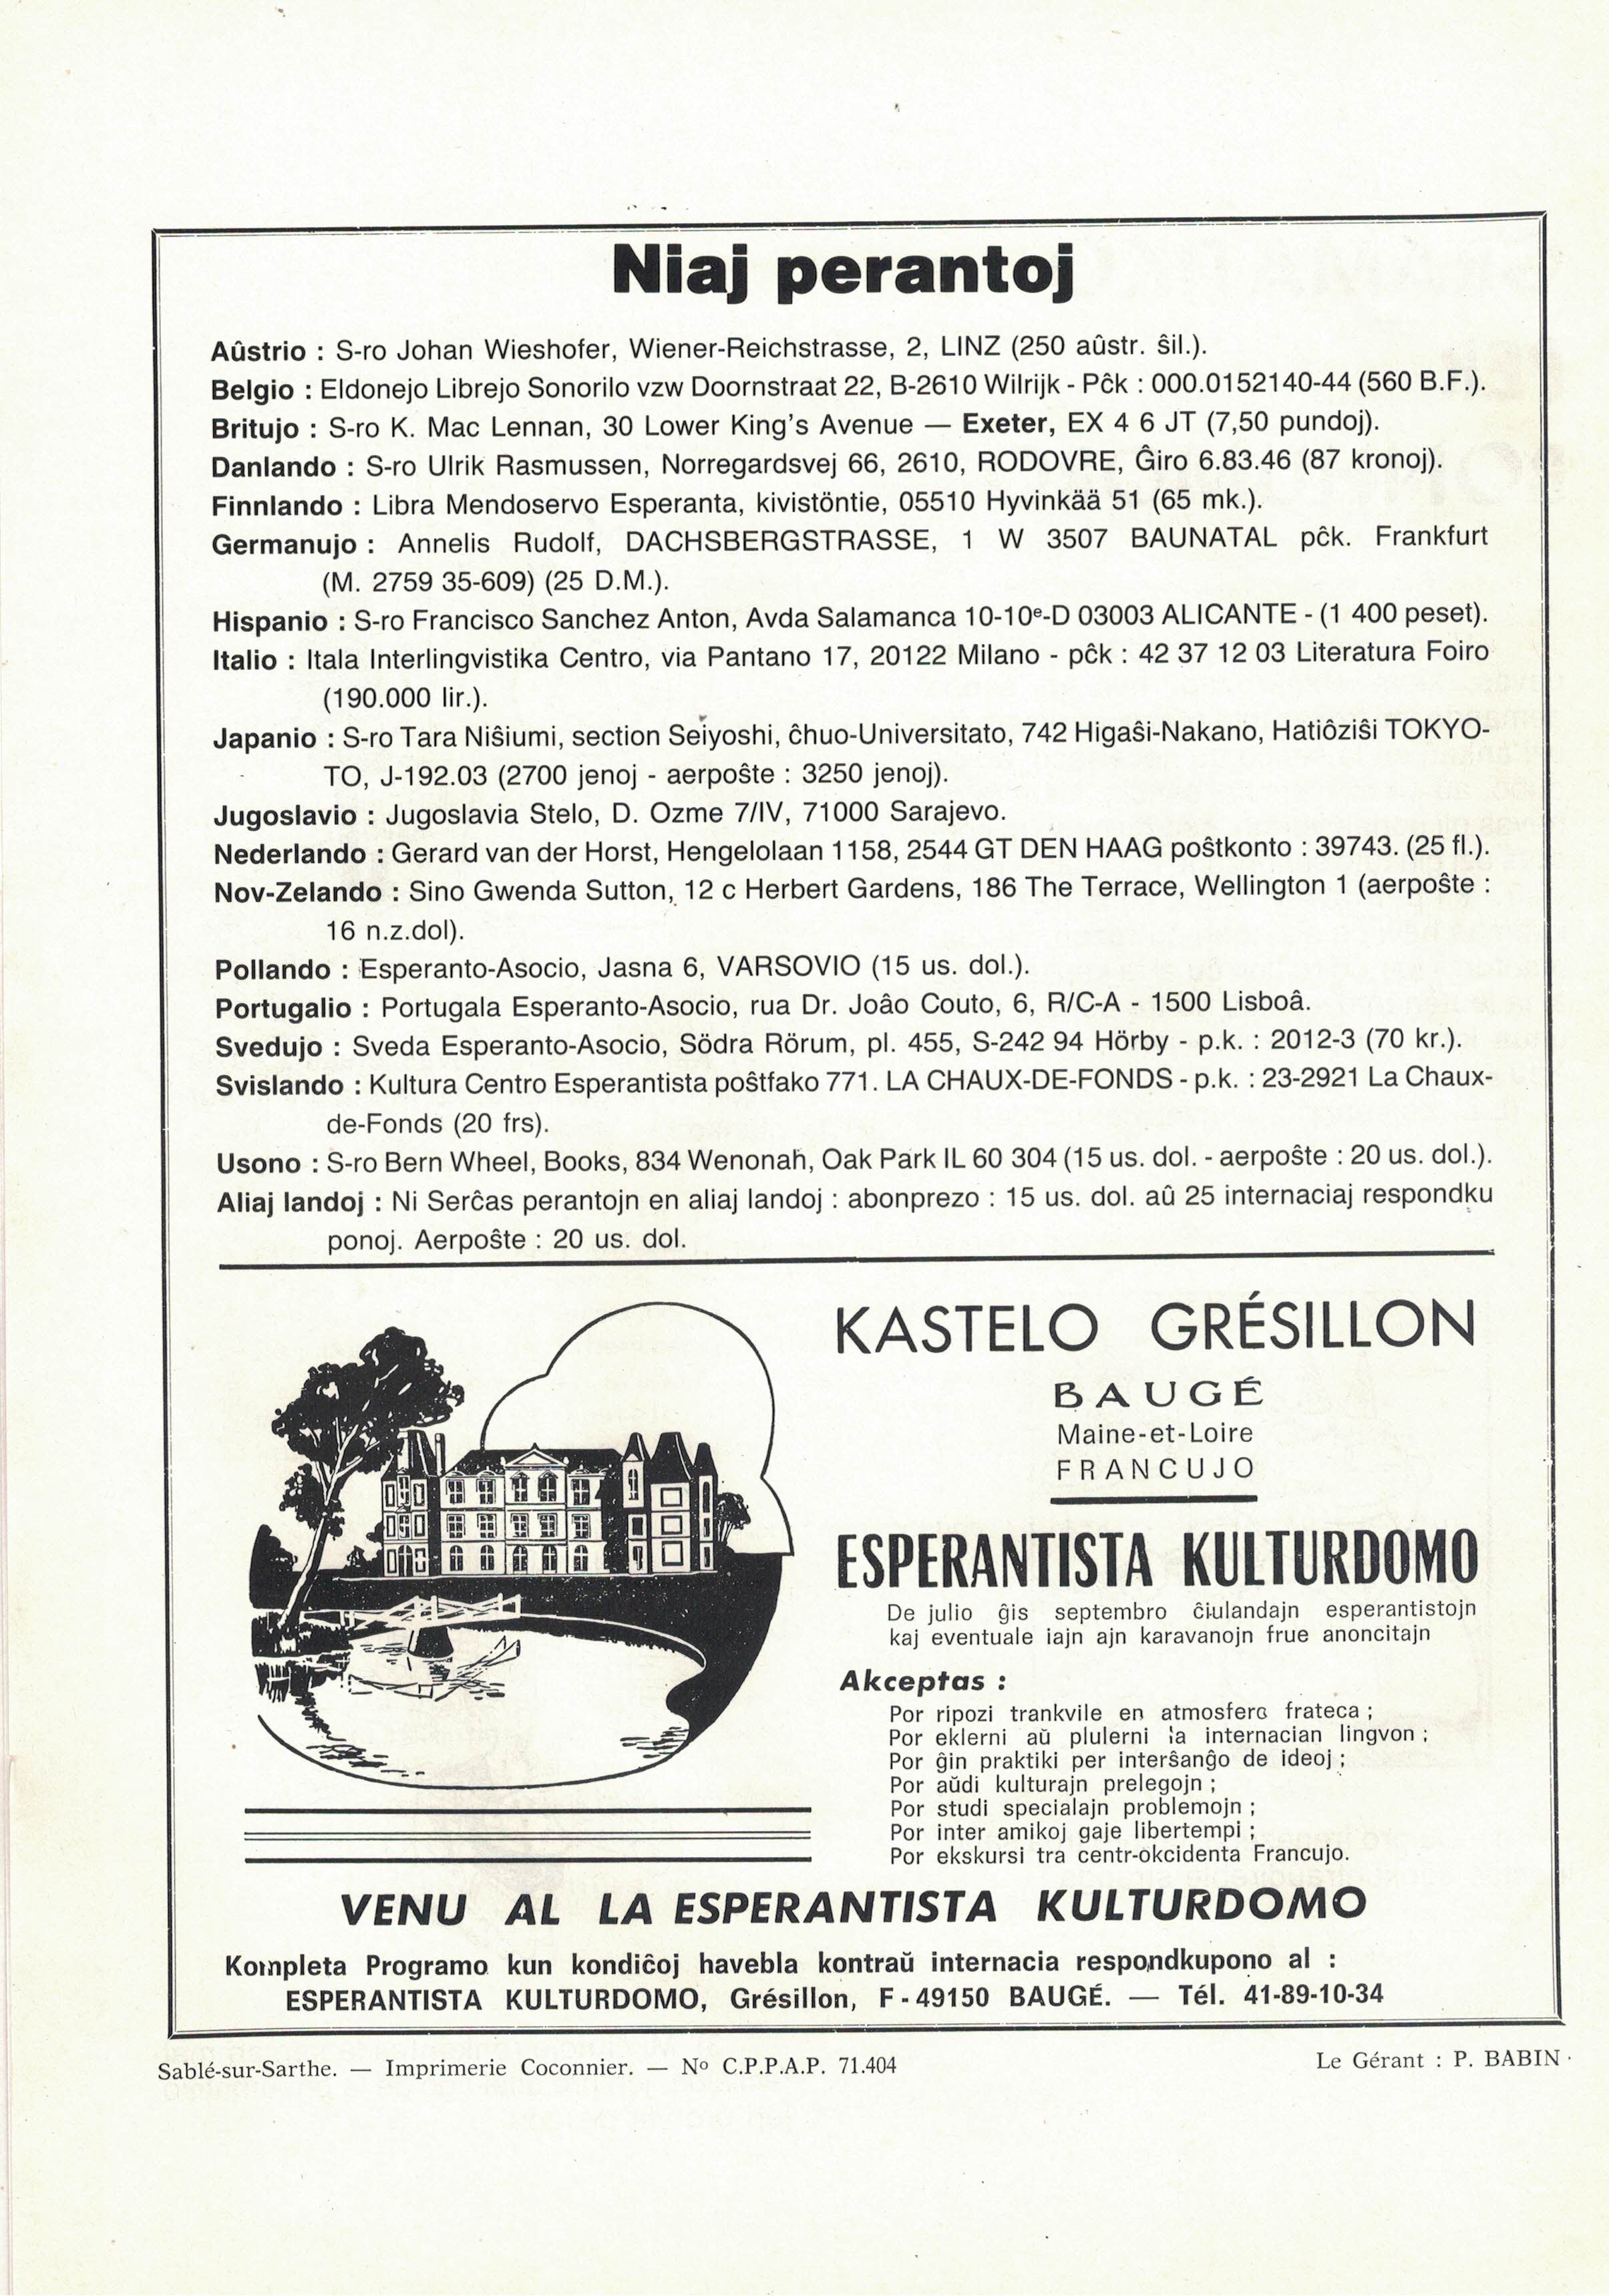 Niaj perantoj
Aûstrio : S-ro Johan Wieshofer, Wiener-Reichstrasse, 2, LINZ (250 aûstr. ŝil.).
Belgio : Eldonejo Librejo Sonorilo vzw Doornstraat 22, B-2610 Wilrijk - Pĉk : 000.0152140-44 (560 B.F.).
Britujo : S-ro K. Mac Lennan, 30 Lower King's Avenue — Exeter, EX 4 6 JT (7,50 pundoj).
Danlando : S-ro Ulrik Rasmussen, Norregardsvej 66, 2610, RODOVRE, Ĝiro 6.83.46 (87 kronoj).
Finnlando : Libra Mendoservo Esperanta, kivistöntie, 05510 Hyvinkää 51 (65 mk.).
Germanujo : Annelis Rudolf, DACHSBERGSTRASSE, 1 W 3507 BAUNATAL pĉk. Frankfurt
(M. 2759 35-609) (25 D.M.).
Hispanio : S-ro Francisco Sanchez Anton, Avda Salamanca 10-10ᵉ-D 03003 ALICANTE - (1 400 peset).
Italio : Itala Interlingvistika Centro, via Pantano 17, 20122 Milano - pĉk : 42 37 12 03 Literatura Foiro
(190.000 lir.).
Japanio : S-ro Tara Niŝiumi, section Seiyoshi, ĉhuo-Universitato, 742 Higaŝi-Nakano, Hatiôziŝi TOKYO-
TO, J-192.03 (2700 jenoj - aerpoŝte : 3250 jenoj).
Jugoslavio : Jugoslavia Stelo, D. Ozme 7/IV, 71000 Sarajevo.
Nederlando : Gerard van der Horst, Hengelolaan 1158, 2544 GT DEN HAAG poŝtkonto : 39743. (25 fl.).
Nov-Zelando : Sino Gwenda Sutton, 12 c Herbert Gardens, 186 The Terrace, Wellington 1 (aerpoŝte :
16 n.z.dol).
Pollando : Esperanto-Asocio, Jasna 6, VARSOVIO (15 us. dol.).
Portugalio : Portugala Esperanto-Asocio, rua Dr. Joâo Couto, 6, R/C-A - 1500 Lisboâ.
Svedujo : Sveda Esperanto-Asocio, Södra Rörum, pl. 455, S-242 94 Hörby - p.k. : 2012-3 (70 kr.).
Svislando : Kultura Centro Esperantista poŝtfako 771. LA CHAUX-DE-FONDS - p.k. : 23-2921 La Chaux-
de-Fonds (20 frs).
Usono : S-ro Bern Wheel, Books, 834 Wenonah, Oak Park IL 60 304 (15 us. dol. - aerpoŝte : 20 us. dol.).
Aliaj landoj : Ni Serĉas perantojn en aliaj landoj : abonprezo : 15 us. dol. aû 25 internaciaj respondku
ponoj. Aerpoŝte : 20 us. dol.
KASTELO GRÉSILLON
BAUGÉ
Maine-et-Loire
FRANCUJO
ESPERANTISTA KULTURDOMO
De julio ĝis septembro ĉiulandajn esperantistojn
kaj eventuale iajn ajn karavanojn frue anoncitajn
Akceptas :
Por ripozi trankvile en atmosfero frateca ;
Por eklerni aŭ plulerni la internacian lingvon ;
Por ĝin praktiki per interŝanĝo de ideoj ;
Por aŭdi kulturajn prelegojn ;
Por studi specialajn problemojn ;
Por inter amikoj gaje libertempi ;
Por ekskursi tra centr-okcidenta Francujo.
VENU AL LA ESPERANTISTA KULTURDOMO
Kompleta Programo kun kondiĉoj havebla kontraŭ internacia respondkupono al :
ESPERANTISTA KULTURDOMO, Grésillon, F - 49150 BAUGÉ. — Tél. 41-89-10-34
Sablé-sur-Sarthe. — Imprimerie Coconnier. — Nº C.P.P.A.P. 71.404
Le Gérant : P. BABIN